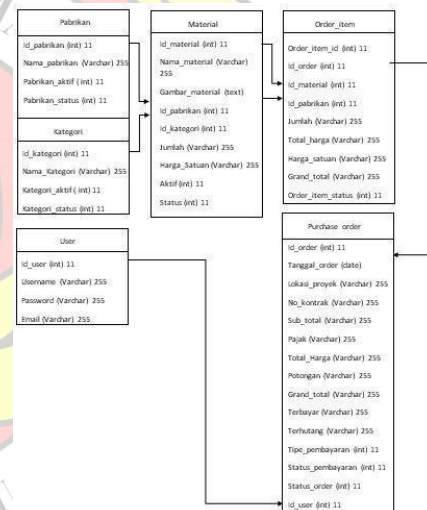 Pabrikan
Id_pabrikan (int) 11
Nama_pabrikan (Varchar) 255
Pabrikan_aktif ( int) 11
Pabrikan_status (int) 11
Kategori
Id_kategori (int) 11
Nama_Kategori (Varchar) 255
Kategori_aktif ( int) 11
Kategori_status (int) 11
Material
Id_material (int) 11
Nama_material (Varchar)
255
Gambar_material (text)
Id_pabrikan (int) 11
Id_kategori (int) 11
Jumlah (Varchar) 255
Harga_Satuan (Varchar) 255
Aktif(int) 11
Status (int) 11
Order_item
Order_item_id (int) 11
Id_order (int) 11
Id_material (int) 11
Id_pabrikan (int) 11
Jumlah (Varchar) 255
Total_harga (Varchar) 255
Harga_satuan (Varchar) 255
Grand_total (Varchar) 255
Order_item_status (int) 11
User
Id_user (int) 11
Username (Varchar) 255
Password (Varchar) 255
Email (Varchar) 255
Purchase order
Id_order (int) 11
Tanggal_order (date)
Lokasi_proyek (Varchar) 255
No_kontrak (Varchar) 255
Sub_total (Varchar) 255
Pajak (Varchar) 255
Total_Harga (Varchar) 255
Potongan (Varchar) 255
Grand_total (Varchar) 255
Terbayar (Varchar) 255
Terhutang (Varchar) 255
Tipe_pembayaran (int) 11
Status_pembayaran (int) 11
Status_order (int) 11
Id_user (int) 11